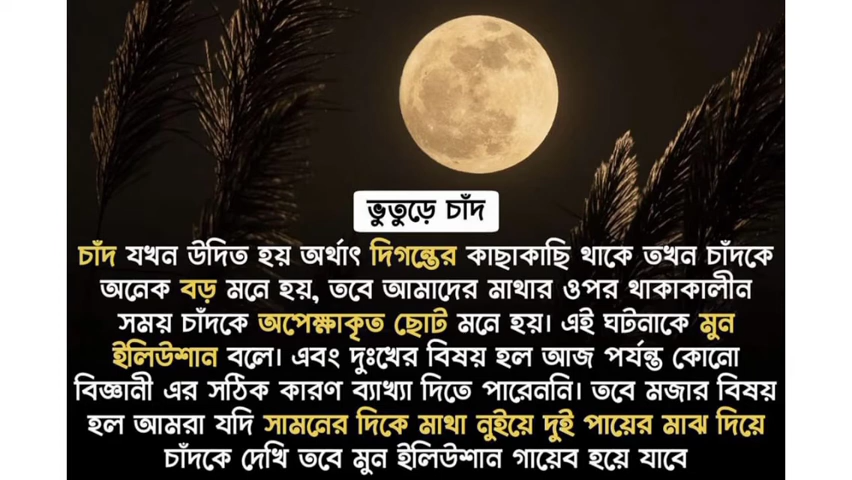 ভুতুড়ে চাঁদ
চাঁদ যখন উদিত হয় অর্থাৎ দিগন্তের কাছাকাছি থাকে তখন চাঁদকে
অনেক বড় মনে হয়, তবে আমাদের মাথার ওপর থাকাকালীন
সময় চাঁদকে অপেক্ষাকৃত ছোট মনে হয়। এই ঘটনাকে মুন
ইলিউশান বলে। এবং দুঃখের বিষয় হল আজ পর্যন্ত কোনো
বিজ্ঞানী এর সঠিক কারণ ব্যাখ্যা দিতে পারেননি। তবে মজার বিষয়
হল আমরা যদি সামনের দিকে মাথা নুইয়ে দুই পায়ের মাঝ দিয়ে
চাঁদকে দেখি তবে মুন ইলিউশান গায়েব হয়ে যাবে